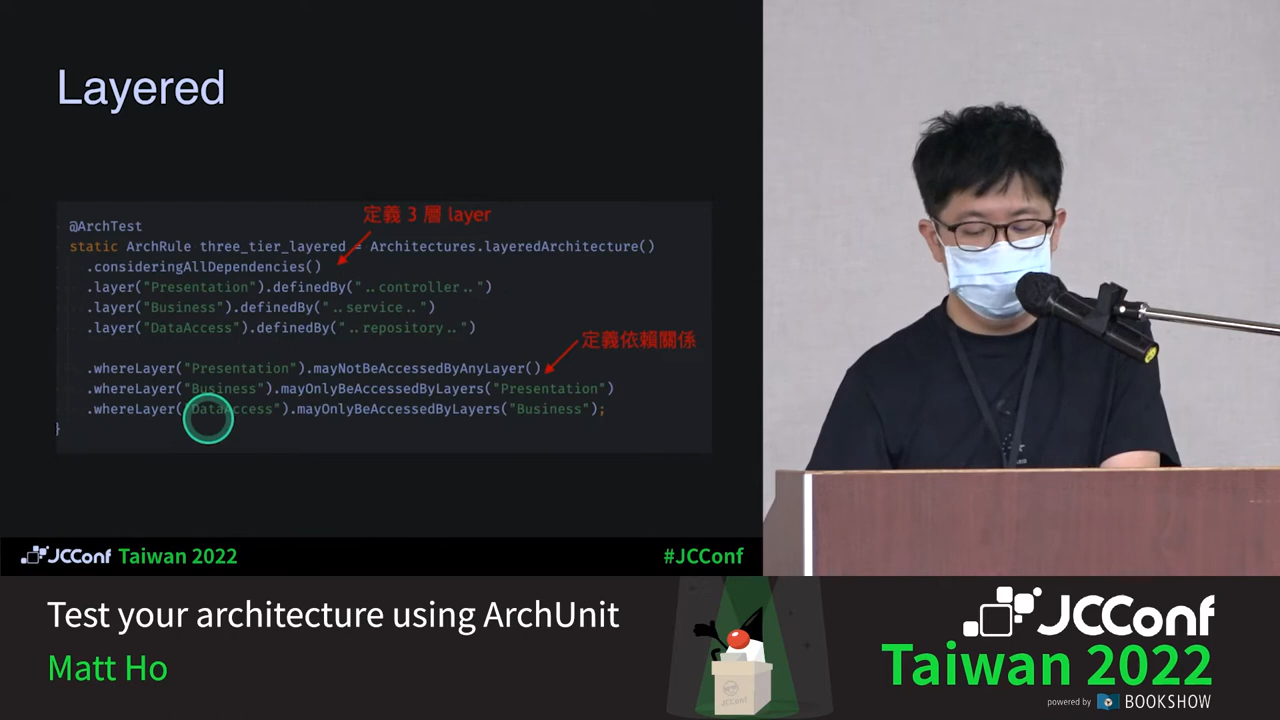 Layered
定義 3 層 layer
@ArchTest
static ArchRule three_tier_layered = Architectures.layeredArchitecture()
.consideringAllDependencies()
.layer("Presentation").definedBy("..controller..")
.layer("Business").definedBy("..service..")
.layer("DataAccess").definedBy("..repository..")
定義依賴關係
.whereLayer("Presentation").mayNotBeAccessedByAnyLayer()
.whereLayer("Business").mayOnlyBeAccessedByLayers("Presentation")
.whereLayer("DataAccess").mayOnlyBeAccessedByLayers("Business");
}
JCConf Taiwan 2022
#JCConf
Test your architecture using ArchUnit
Matt Ho
JCConf
JCConf
Taiwan 2022
powered by BOOKSHOW